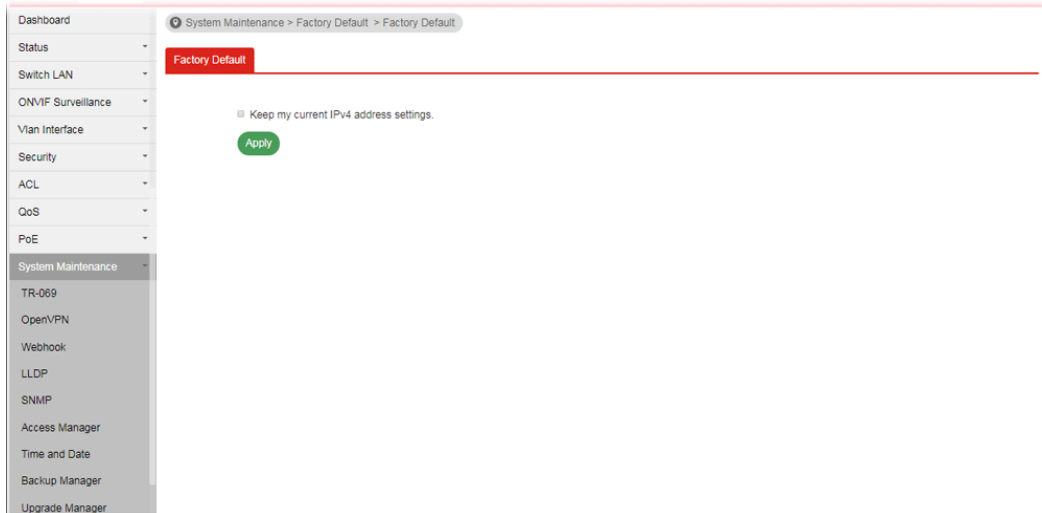 Dashboard
Status
Switch LAN
ONVIF Surveillance
Vlan Interface
Security
ACL
QoS
PoE
System Maintenance
TR-069
OpenVPN
Webhook
LLDP
SNMP
Access Manager
Time and Date
Backup Manager
Upgrade Manager
System Maintenance > Factory Default > Factory Default
Factory Default
Keep my current IPv4 address settings.
Apply